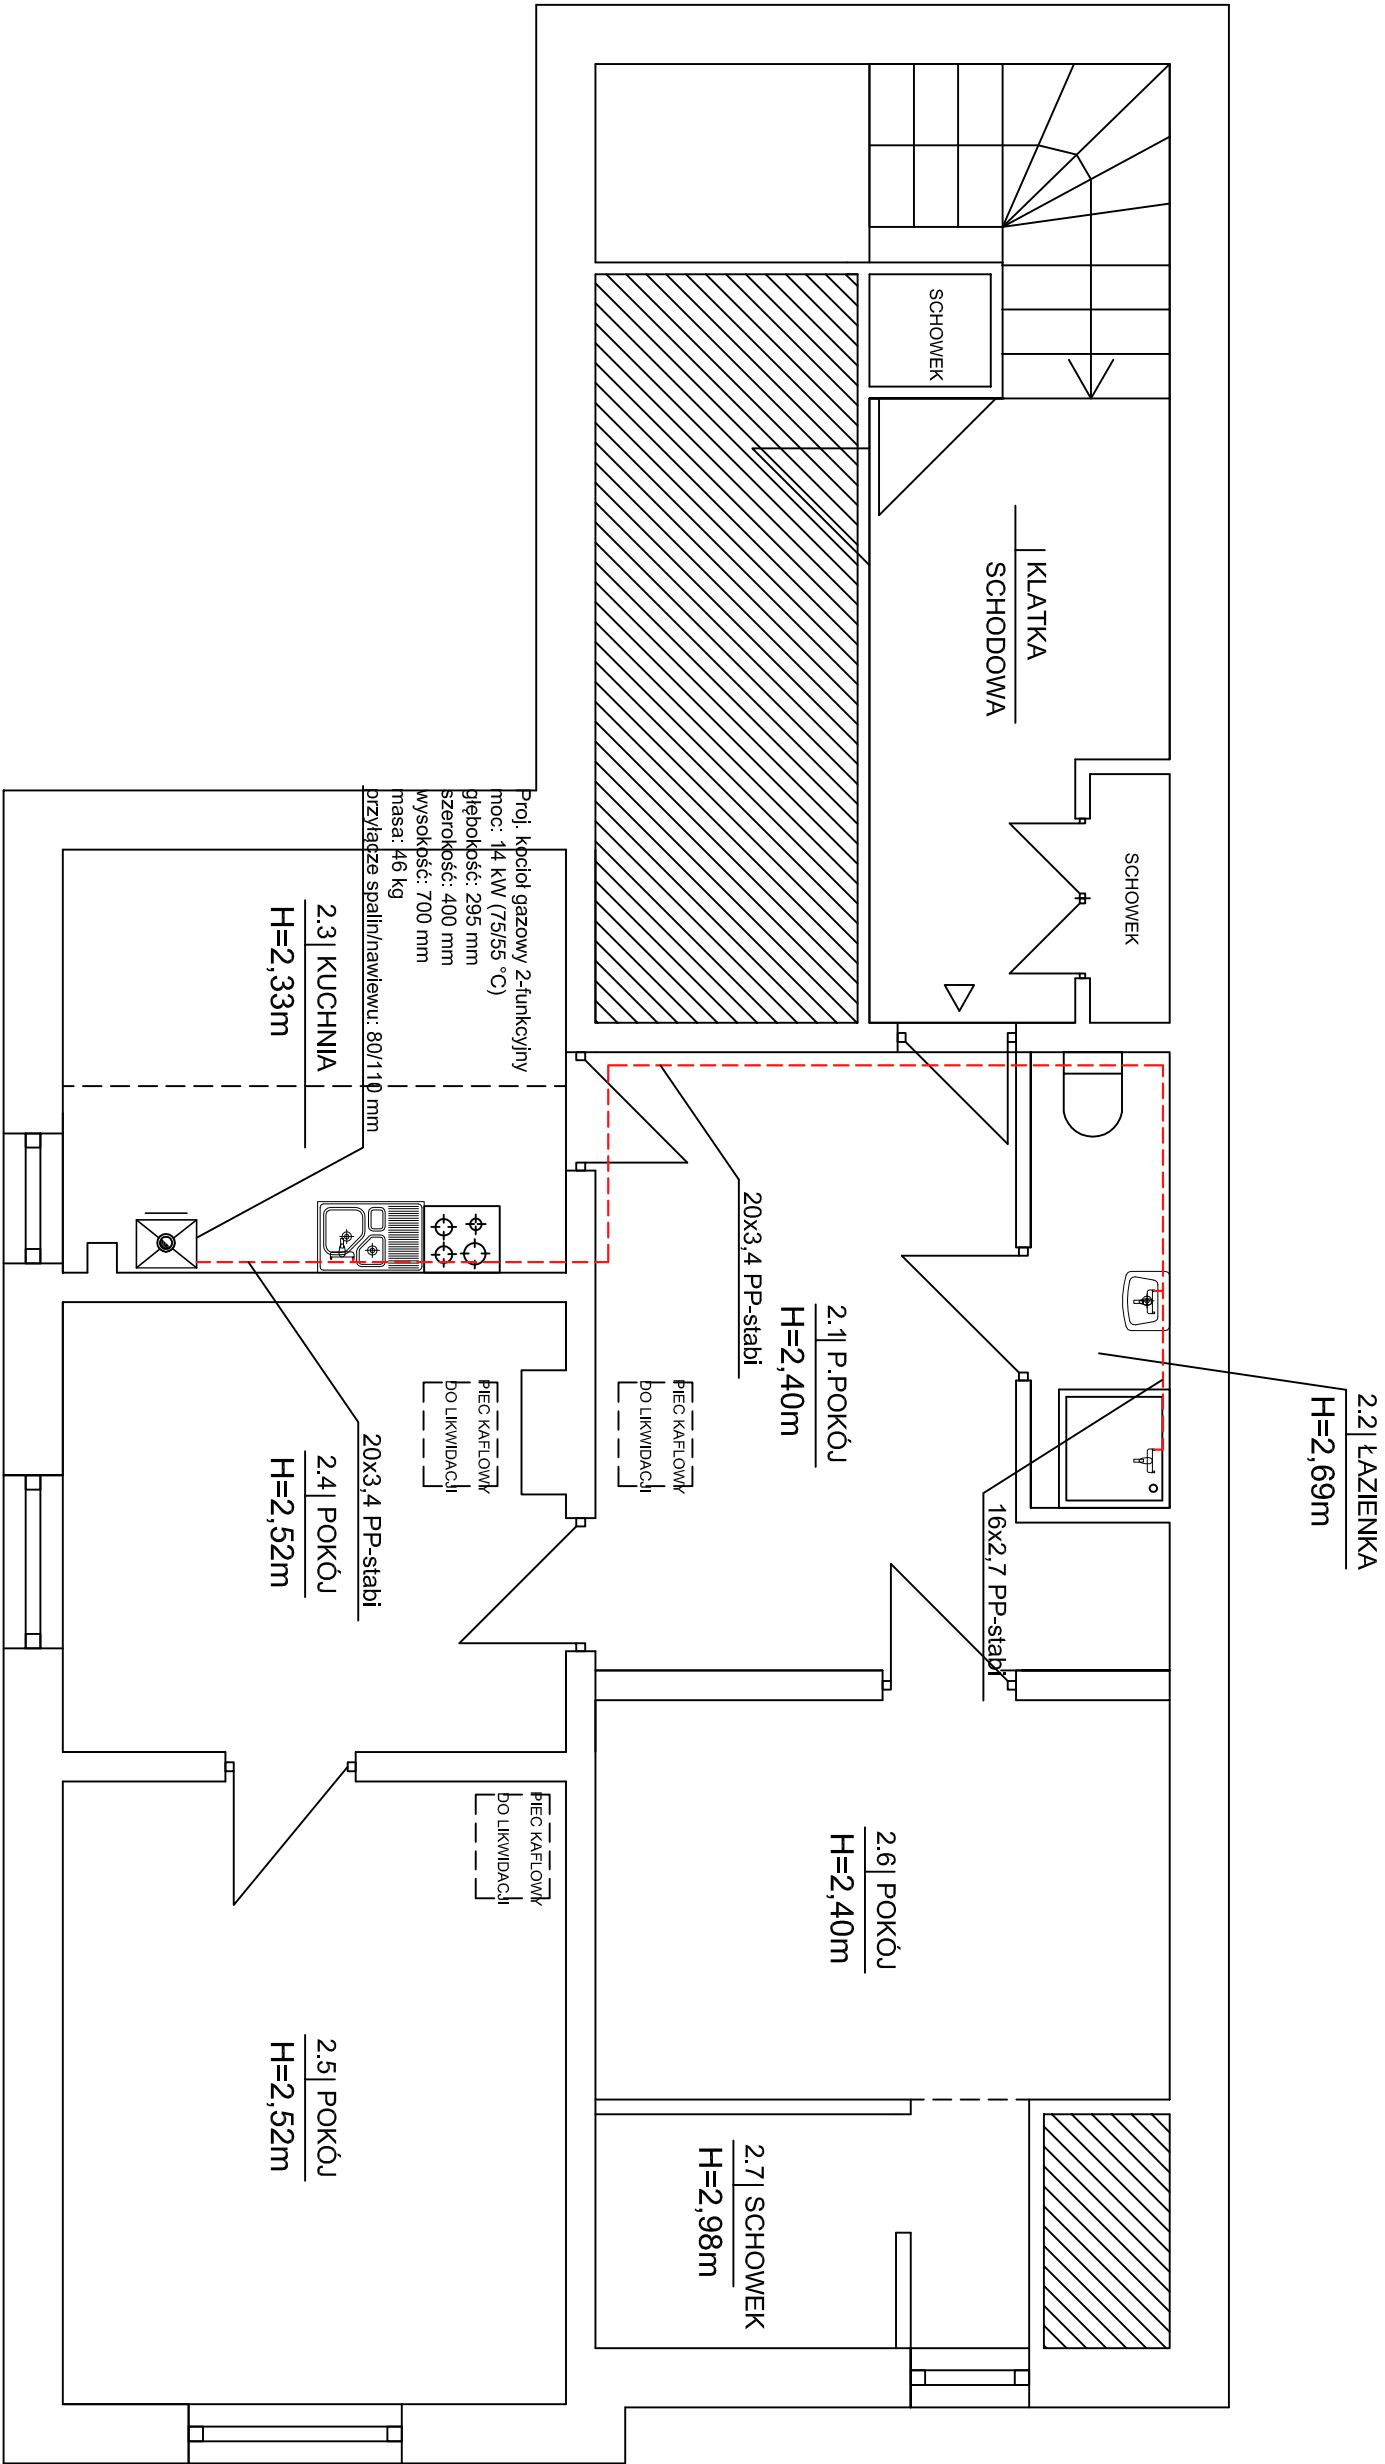 SCHOWEK
KLATKA
SCHODOWA
SCHOWEK
2.2| ŁAZIENKA
H=2,69m
Proj. kocioł gazowy 2-funkcyjny
moc: 14 kW (75/55 °C)
głębokość: 295 mm
szerokość: 400 mm
wysokość: 700 mm
masa: 46 kg
przyłącze spalin/nawiewu: 80/110 mm
2.3| KUCHNIA
H=2,33m
20x3,4 PP-stabi
2.1| P.POKÓJ
H=2,40m
PIEC KAFLOWY
DO LIKWIDACJI
PIEC KAFLOWY
DO LIKWIDACJI
20x3,4 PP-stabi
2.4| POKÓJ
H=2,52m
16x2,7 PP-stabi
PIEC KAFLOWY
DO LIKWIDACJI
2.6| POKÓJ
H=2,40m
2.5| POKÓJ
H=2,52m
2.7| SCHOWEK
H=2,98m